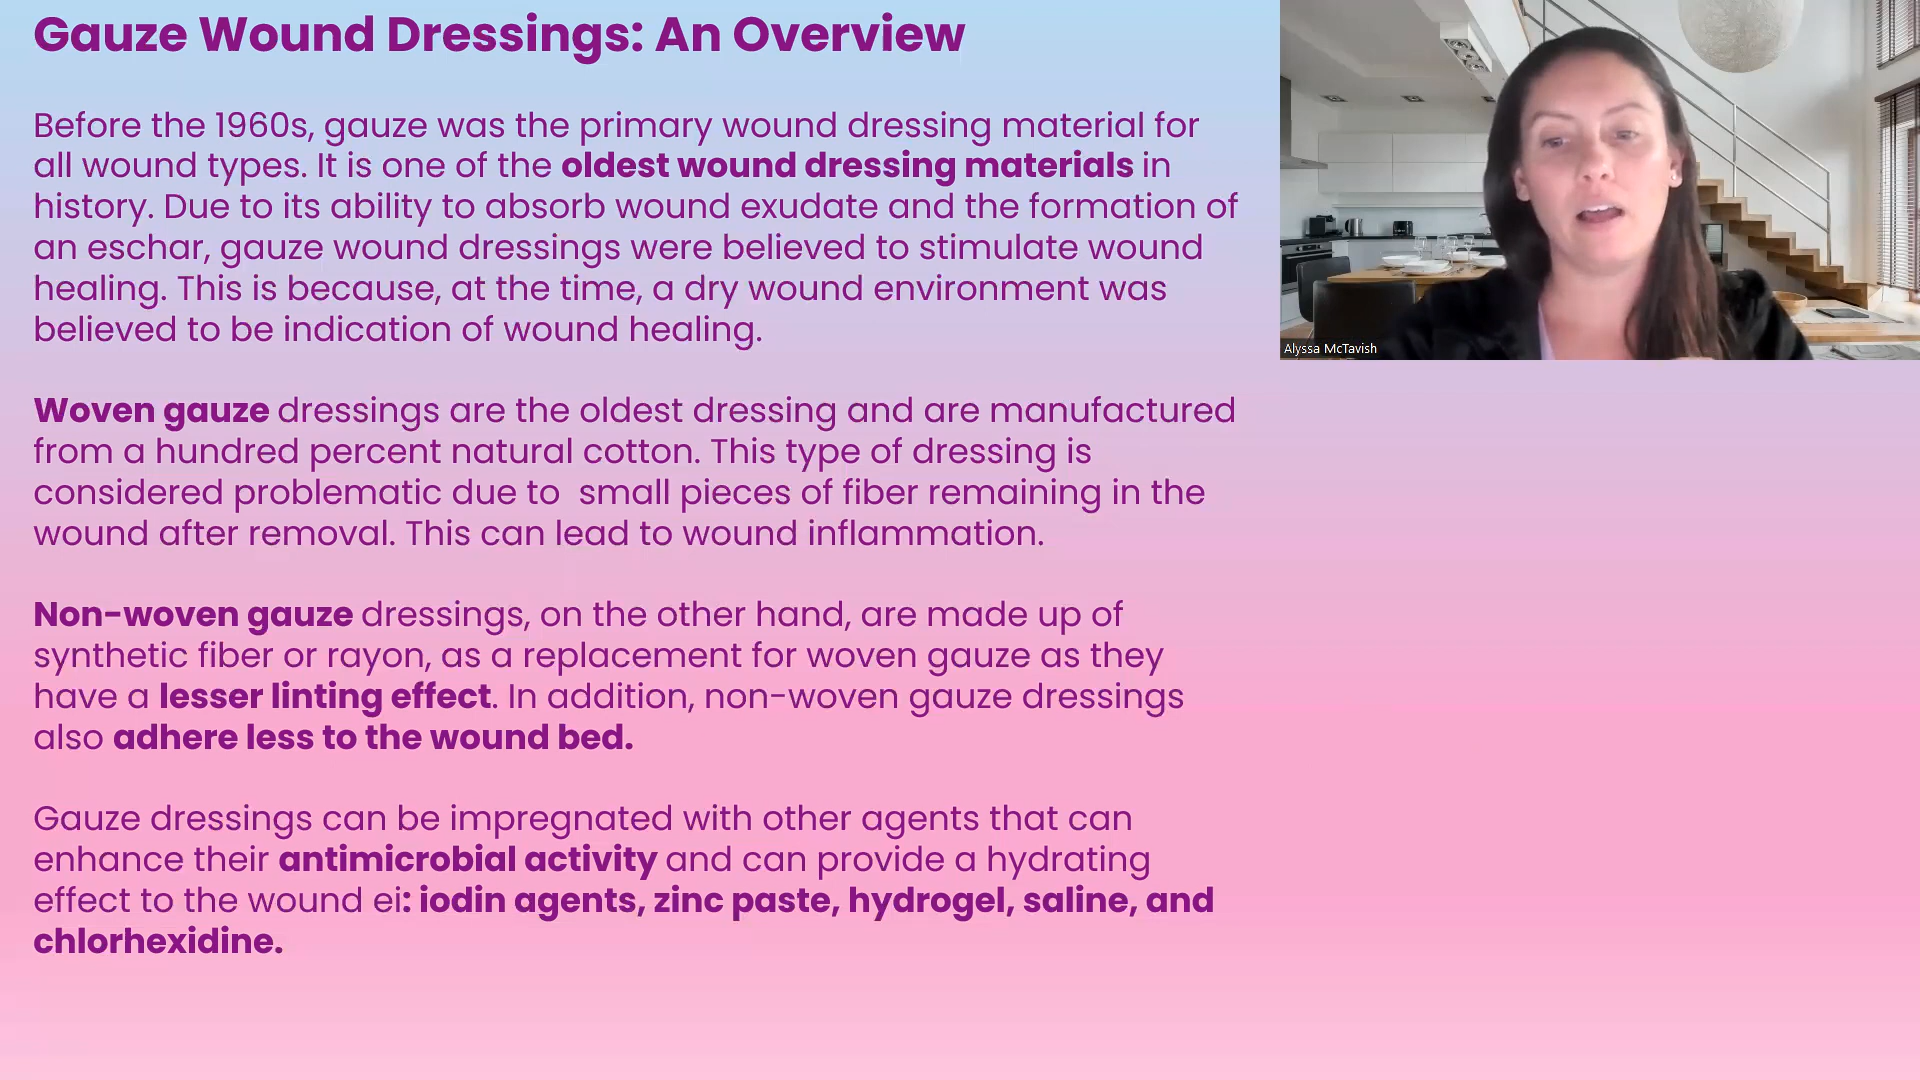 Gauze Wound Dressings: An Overview
Before the 1960s, gauze was the primary wound dressing material for
all wound types. It is one of the oldest wound dressing materials in
history. Due to its ability to absorb wound exudate and the formation of
an eschar, gauze wound dressings were believed to stimulate wound
healing. This is because, at the time, a dry wound environment was
believed to be indication of wound healing.
Woven gauze dressings are the oldest dressing and are manufactured
from a hundred percent natural cotton. This type of dressing is
considered problematic due to  small pieces of fiber remaining in the
wound after removal. This can lead to wound inflammation.
Non-woven gauze dressings, on the other hand, are made up of
synthetic fiber or rayon, as a replacement for woven gauze as they
have a lesser linting effect. In addition, non-woven gauze dressings
also adhere less to the wound bed.
Gauze dressings can be impregnated with other agents that can
enhance their antimicrobial activity and can provide a hydrating
effect to the wound ei: iodin agents, zinc paste, hydrogel, saline, and
chlorhexidine.
Alyssa McTavish